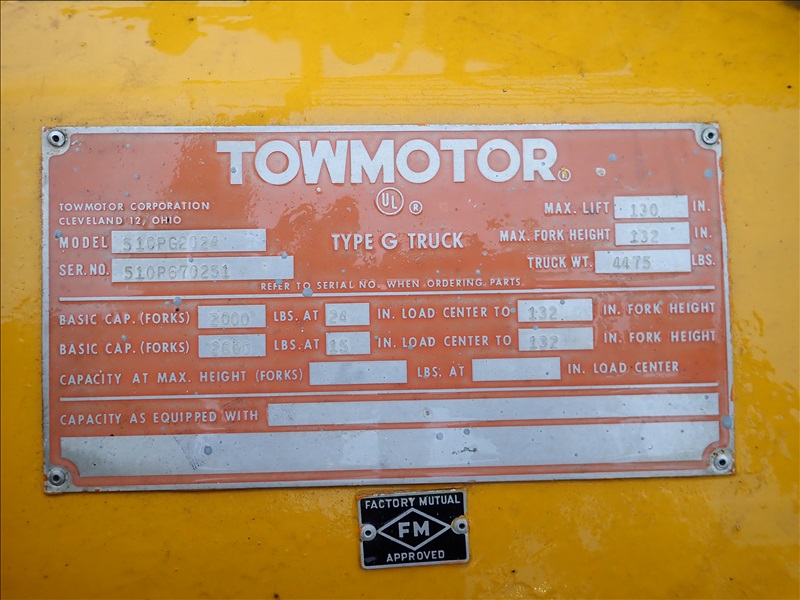 TOWMOTOR®
UL ®
TOWMOTOR CORPORATION
CLEVELAND 12, OHIO
MAX. LIFT 130 IN.
MODEL 510PG2024 TYPE G TRUCK MAX. FORK HEIGHT 132 IN.
SER. NO. 510P670251 TRUCK WT. 4475 LBS.
REFER TO SERIAL NO. WHEN ORDERING PARTS.
BASIC CAP. (FORKS) 2000 LBS. AT 24 IN. LOAD CENTER TO 132 IN. FORK HEIGHT
BASIC CAP. (FORKS) LBS. AT 15 IN. LOAD CENTER TO 132 IN. FORK HEIGHT
CAPACITY AT MAX. HEIGHT (FORKS) LBS. AT IN. LOAD CENTER
CAPACITY AS EQUIPPED WITH
FACTORY MUTUAL
FM
APPROVED